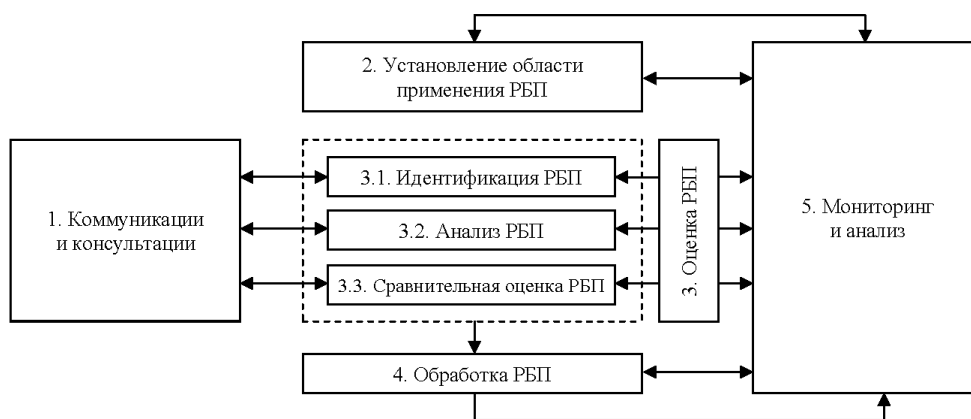 2. Установление области
применения РБП
1. Коммуникации
и консультации
3.1. Идентификация РБП
3.2. Анализ РБП
3.3. Сравнительная оценка РБП
3. Оценка РБП
5. Мониторинг
и анализ
4. Обработка РБП